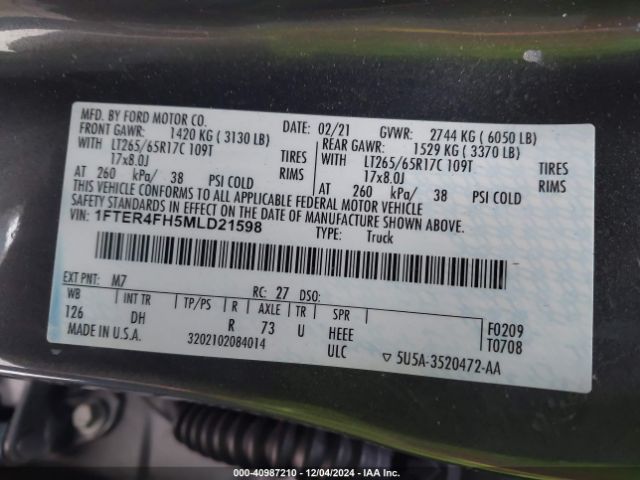 MFD. BY FORD MOTOR CO.
DATE: 02/21 GVWR: 2744 KG ( 6050 LB)
FRONT GAWR: 1420 KG ( 3130 LB) REAR GAWR: 1529 KG ( 3370 LB)
WITH LT265/65R17C 109T TIRES WITH LT265/65R17C 109T TIRES
17x8.0J 17x8.0J
AT 260 kPa/ 38 PSI COLD AT 260 kPa/ 38 PSI COLD
THIS VEHICLE CONFORMS TO ALL APPLICABLE FEDERAL MOTOR VEHICLE
SAFETY STANDARDS IN EFFECT ON THE DATE OF MANUFACTURE SHOWN ABOVE.
VIN: 1FTER4FH5MLD21598 TYPE: Truck
EXT PNT: M7 RC: 27 DSO:
WB INT TR TP/PS R AXLE TR SPR
126 DH R 73 U HEEE F0209
MADE IN U.S.A. 3202102084014 ULC T0708
▽ 5U5A-3520472-AA
00-40987210 - 12/04/2024 - IAA Inc.